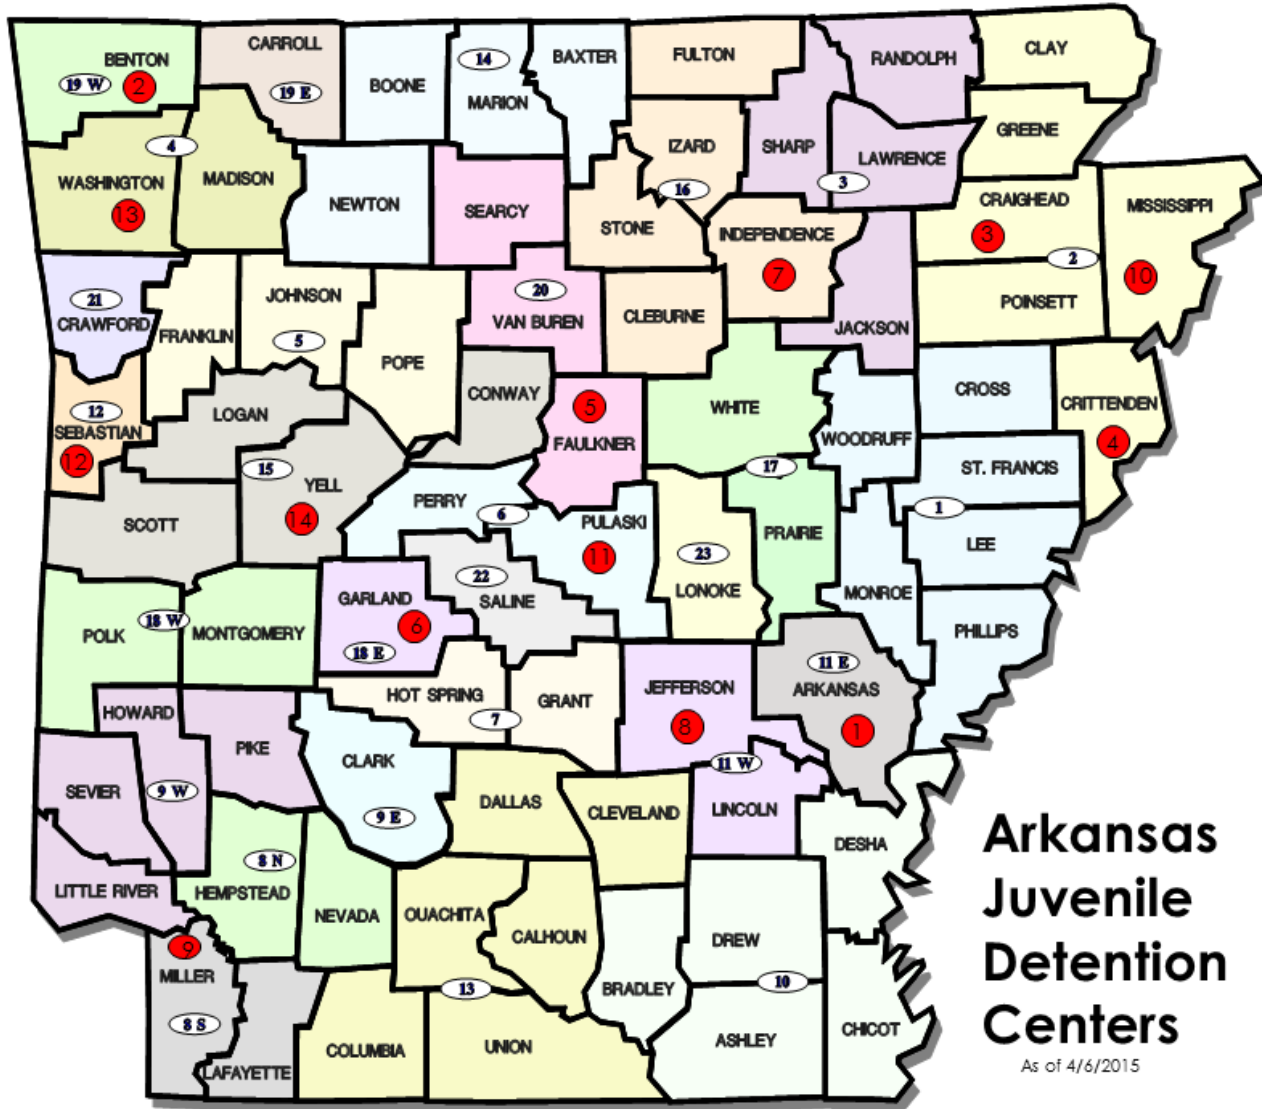 CARROLL
BENTON
19 W
2
19 E
BOONE
14
MARION
BAXTER
FULTON
RANDOLPH
CLAY
4
WASHINGTON
13
MADISON
NEWTON
SEARCY
STONE
IZARD
16
SHARP
3
LAWRENCE
GREENE
CRAIGHEAD
3
MISSISSIPPI
10
INDEPENDENCE
7
2
POINSETT
21
CRAWFORD
FRANKLIN
JOHNSON
5
POPE
20
VAN BUREN
CLEBURNE
JACKSON
12
SEBASTIAN
12
LOGAN
CONWAY
5
FAULKNER
WHITE
WOODRUFF
CROSS
CRITTENDEN
4
15
YELL
14
SCOTT
PERRY
6
PULASKI
11
23
LONOKE
17
PRAIRIE
ST. FRANCIS
1
LEE
MONROE
PHILLIPS
POLK
18 W
MONTGOMERY
GARLAND
6
18 E
22
SALINE
HOT SPRING
7
GRANT
JEFFERSON
8
11 E
ARKANSAS
1
HOWARD
PIKE
CLARK
9 E
SEVIER
9 W
DALLAS
CLEVELAND
11 W
LINCOLN
DESHA
LITTLE RIVER
8 N
HEMPSTEAD
NEVADA
OUACHITA
CALHOUN
BRADLEY
DREW
10
9
MILLER
8 S
LAFAYETTE
COLUMBIA
13
UNION
ASHLEY
CHICOT
Arkansas
Juvenile
Detention
Centers
As of 4/6/2015